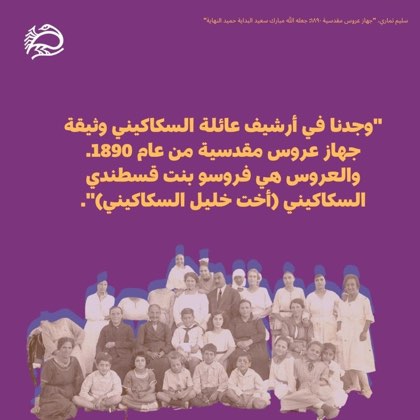 سليم تماري، "جهاز عروس مقدسية ١٨٩٠: جعله الله مبارك سعيد البداية حميد النهاية"
"وجدنا في أرشيف عائلة السكاكيني وثيقة
جهاز عروس مقدسية من عام 1890.
والعروس هي فروسو بنت قسطندي
السكاكيني (أخت خليل السكاكيني)".